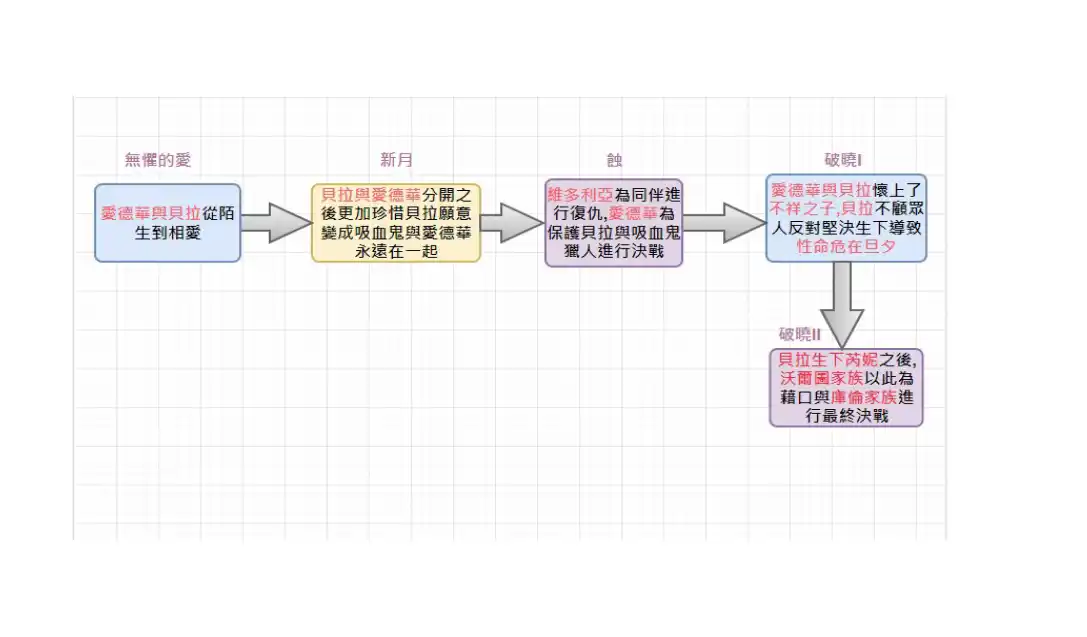 無懼的愛
愛德華與貝拉從陌
生到相愛
新月
貝拉與愛德華分開之
後更加珍惜貝拉願意
變成吸血鬼與愛德華
永遠在一起
蝕
維多利亞為同伴進
行復仇,愛德華為
保護貝拉與吸血鬼
獵人進行決戰
破曉I
愛德華與貝拉懷上了
不祥之子,貝拉不顧眾
人反對堅決生下導致
性命危在旦夕
破曉II
貝拉生下芮妮之後,
沃爾圖家族以此為
藉口與庫倫家族進
行最終決戰